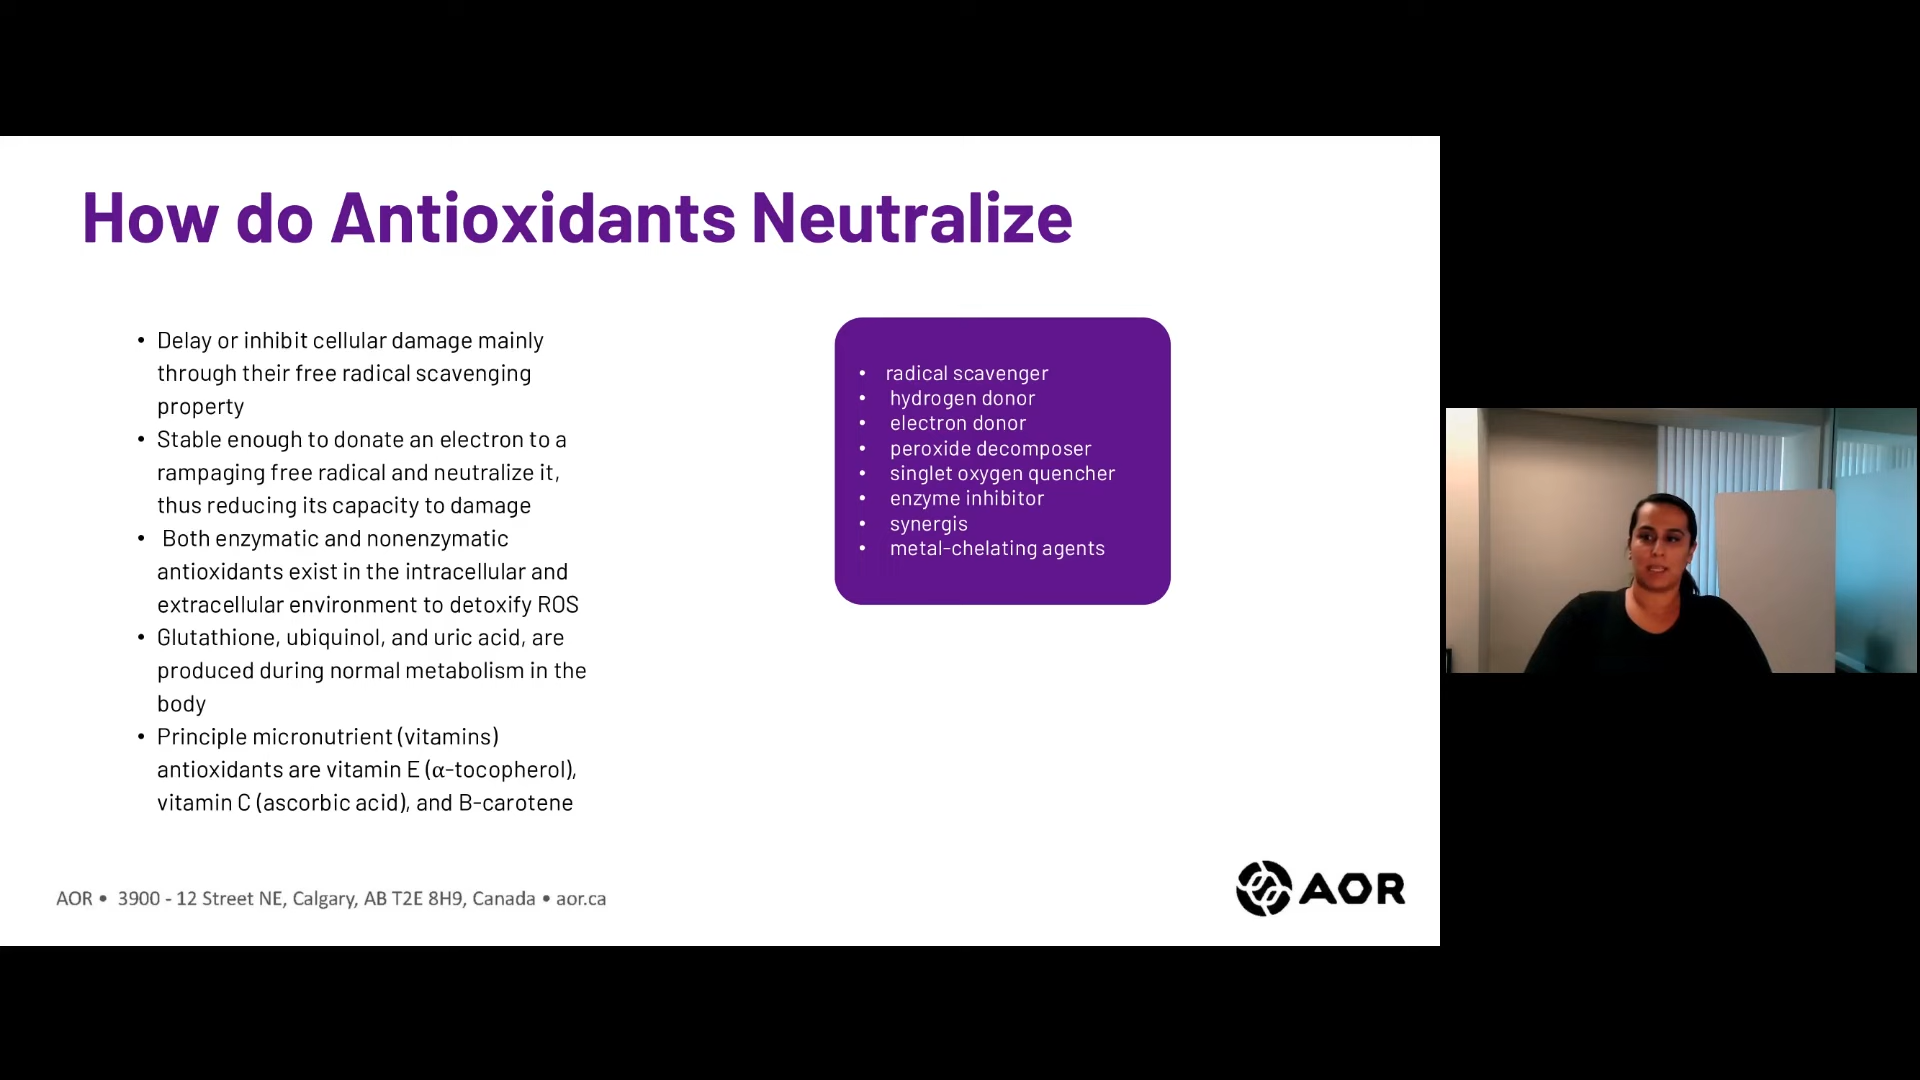 How do Antioxidants Neutralize
• Delay or inhibit cellular damage mainly
through their free radical scavenging
property
• Stable enough to donate an electron to a
rampaging free radical and neutralize it,
thus reducing its capacity to damage
• Both enzymatic and nonenzymatic
antioxidants exist in the intracellular and
extracellular environment to detoxify ROS
• Glutathione, ubiquinol, and uric acid, are
produced during normal metabolism in the
body
• Principle micronutrient (vitamins)
antioxidants are vitamin E (α-tocopherol),
vitamin C (ascorbic acid), and B-carotene
• radical scavenger
• hydrogen donor
• electron donor
• peroxide decomposer
• singlet oxygen quencher
• enzyme inhibitor
• synergis
• metal-chelating agents
AOR • 3900 - 12 Street NE, Calgary, AB T2E 8H9, Canada • aor.ca
AOR